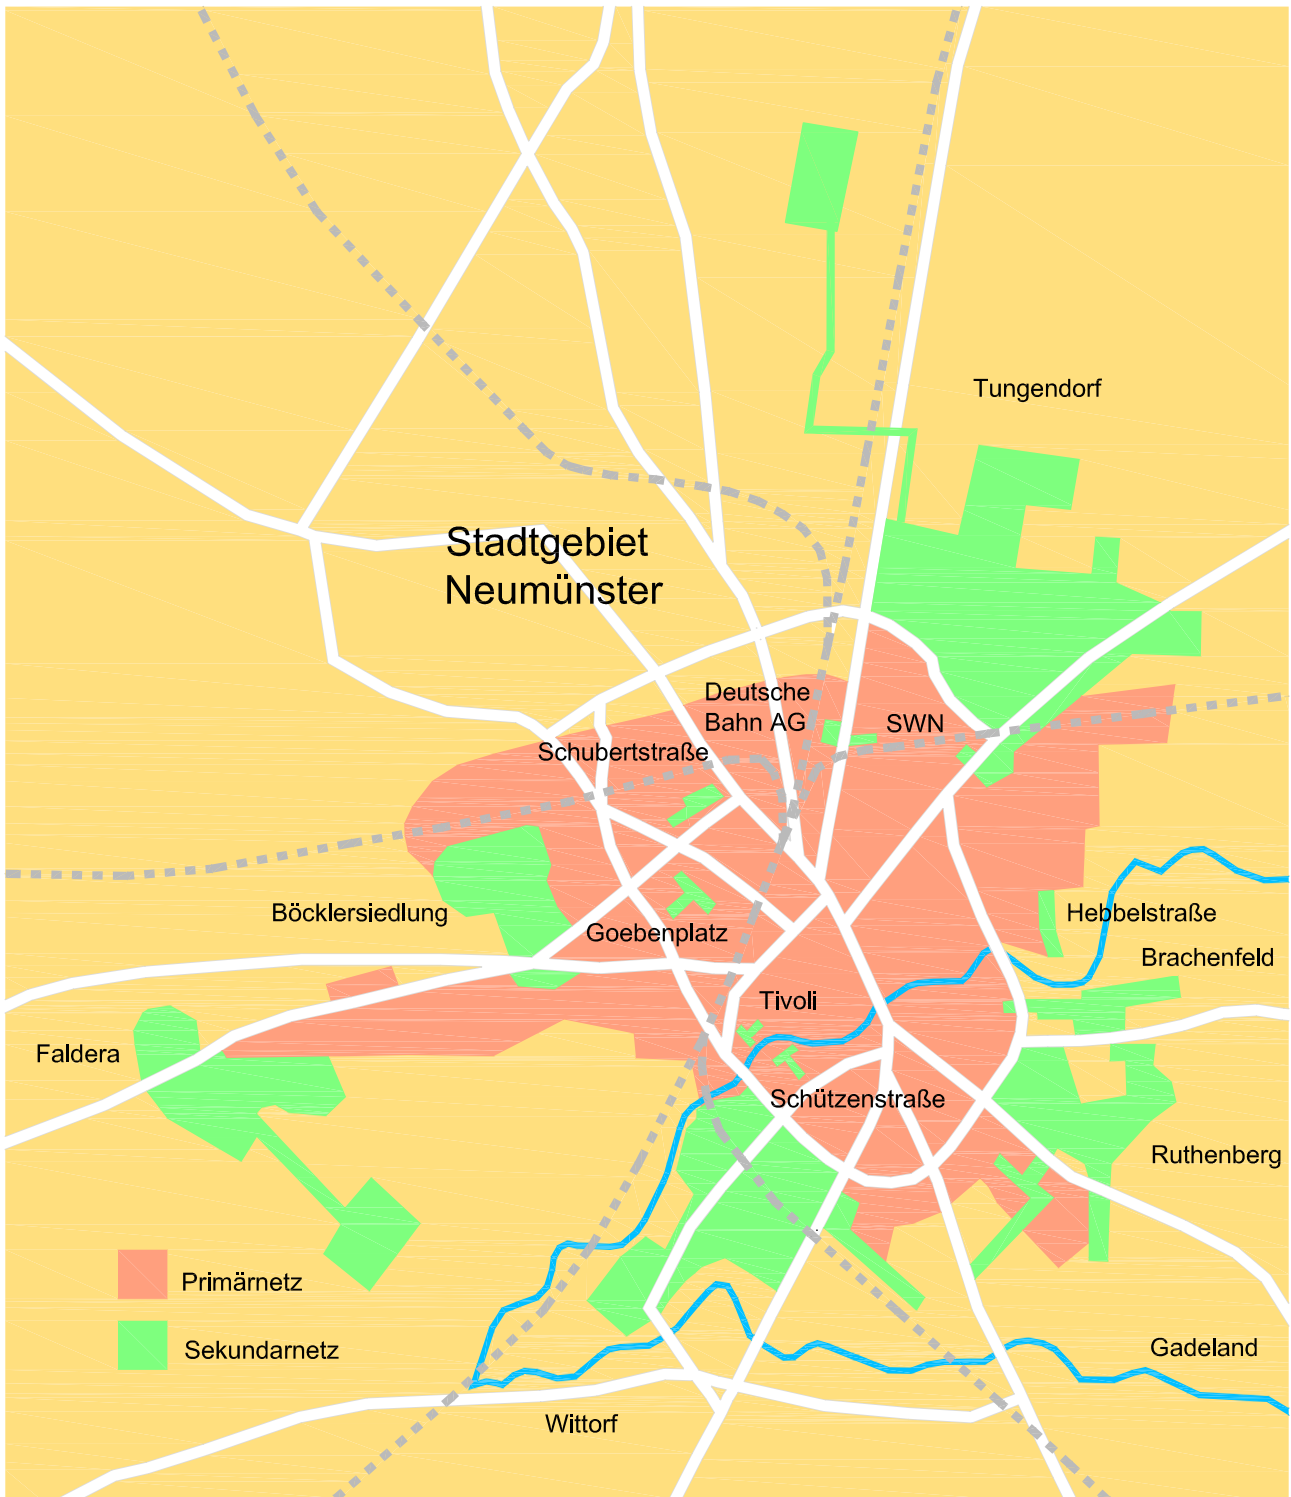 Tungendorf
Stadtgebiet
Neumünster
Deutsche
Bahn AG
SWN
Schubertstraße
Böcklersiedlung
Goebenplatz
Hebbelstraße
Brachenfeld
Tivoli
Faldera
Schützenstraße
Ruthenberg
Primärnetz
Sekundarnetz
Gadeland
Wittorf